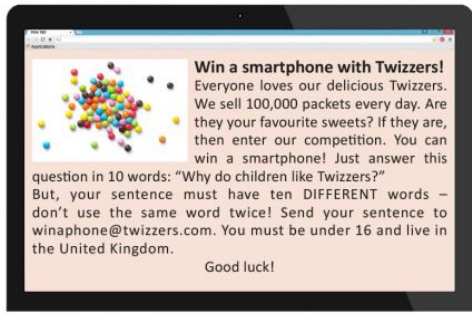 Applications
Win a smartphone with Twizzers!
Everyone loves our delicious Twizzers.
We sell 100,000 packets every day. Are
they your favourite sweets? If they are,
then enter our competition. You can
win a smartphone! Just answer this
question in 10 words: “Why do children like Twizzers?”
But, your sentence must have ten DIFFERENT words –
don’t use the same word twice! Send your sentence to
winaphone@twizzers.com. You must be under 16 and live in
the United Kingdom.
Good luck!